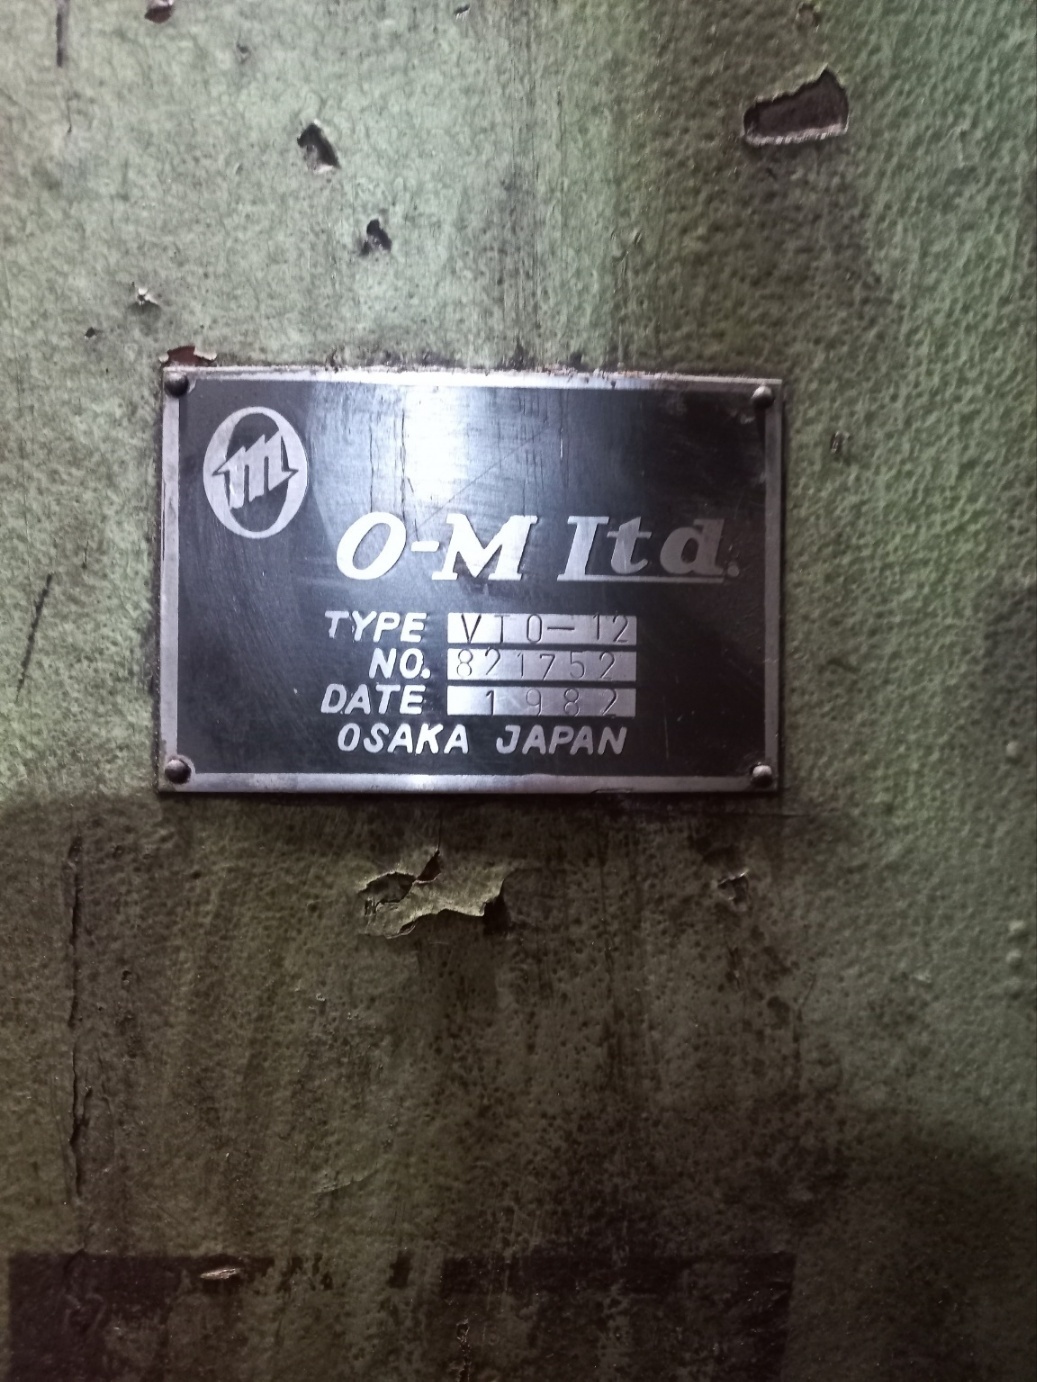 m
O-M Ltd.
TYPE VTO-12
NO. 821752
DATE 1982
OSAKA JAPAN